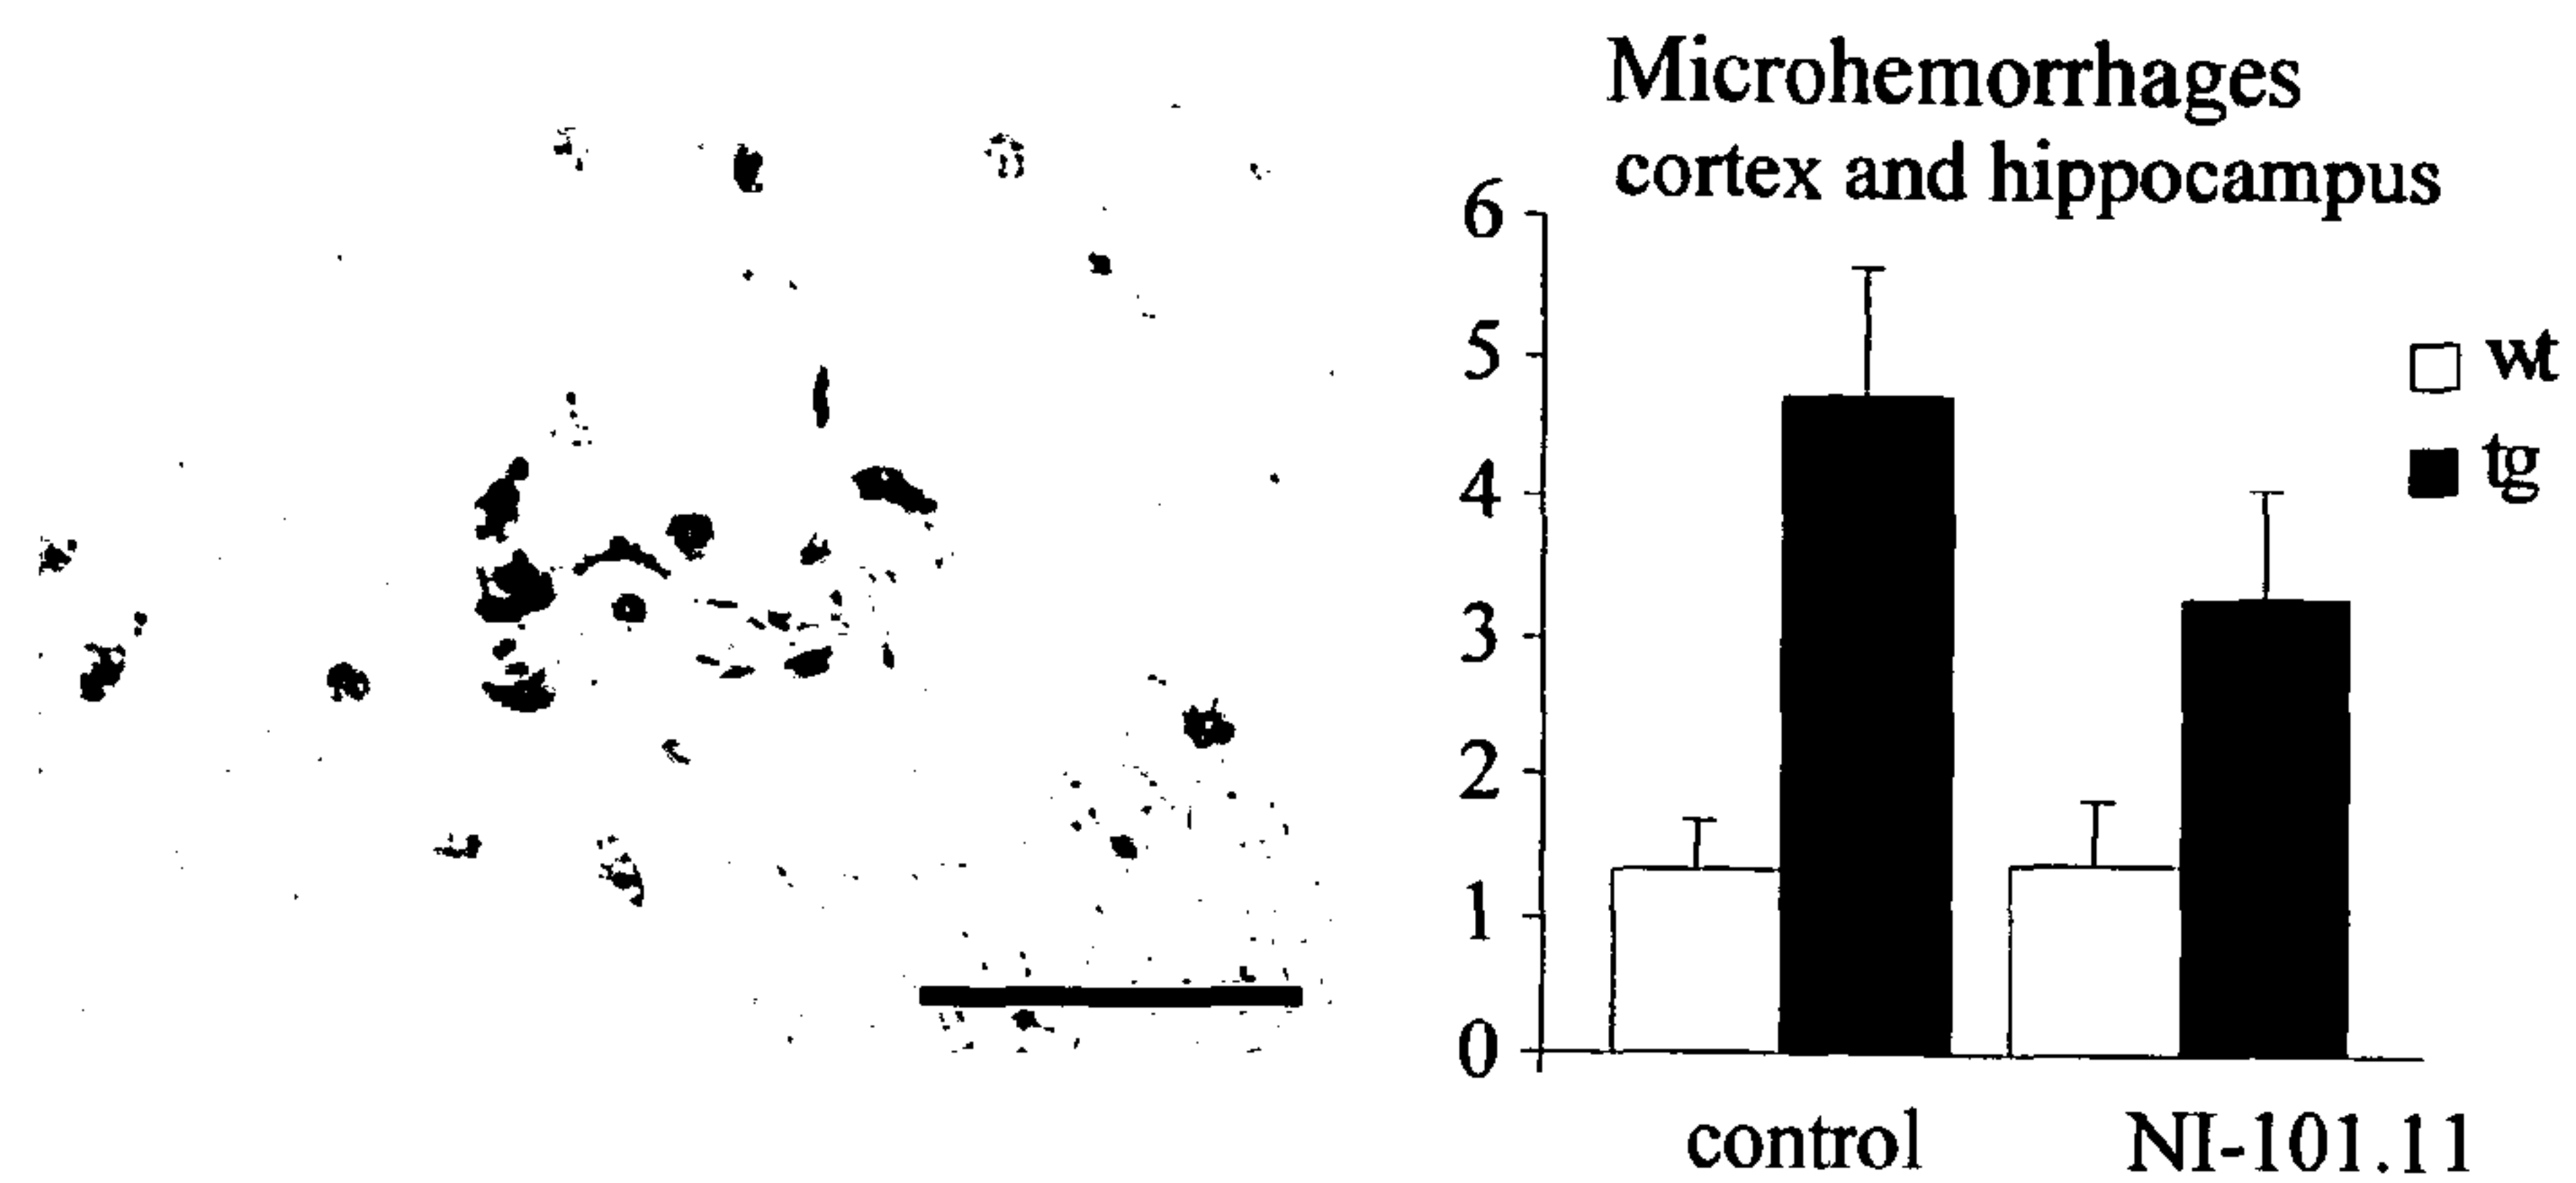 Microhemorrhages
cortex and hippocampus
6
5
4
3
2
1
0
wt
tg
control
NI-101.11